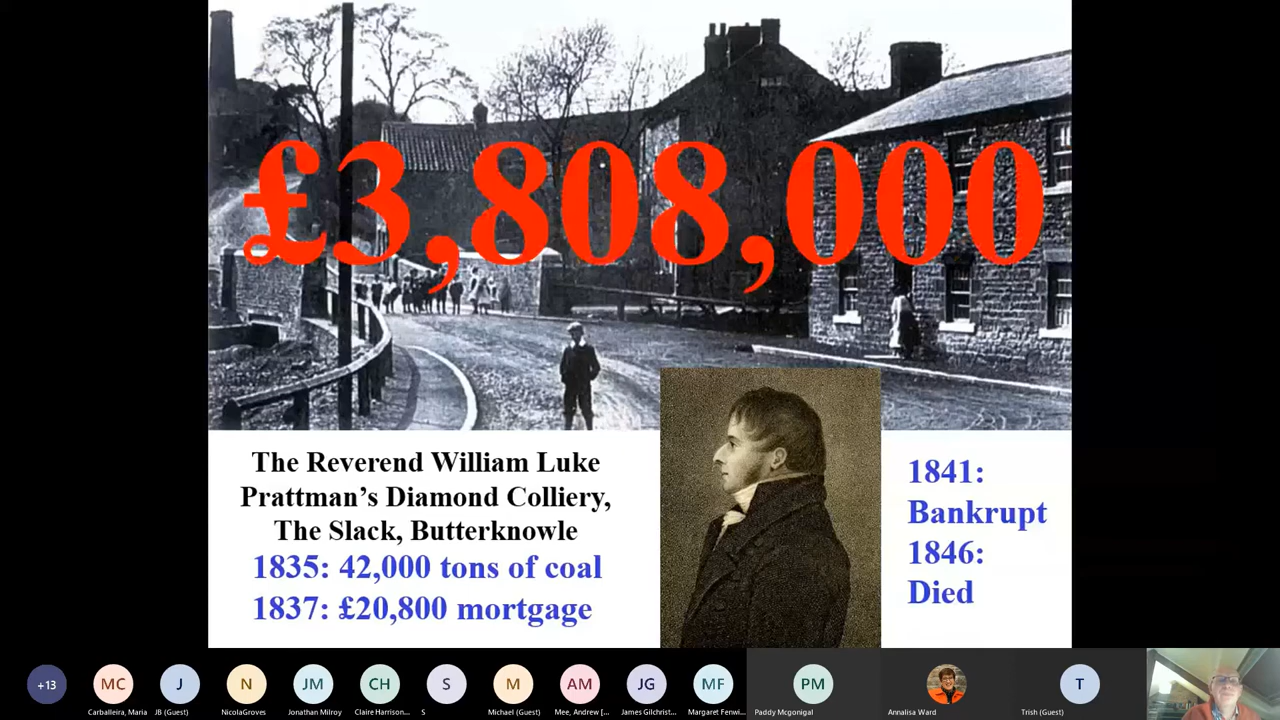 £3,808,000
The Reverend William Luke
Prattman's Diamond Colliery,
The Slack, Butterknowle
1835: 42,000 tons of coal
1837: £20,800 mortgage
1841:
Bankrupt
1846:
Died
+13
MC
J
N
JM
CH
S
M
AM
JG
MF
PM
T
Carballeira, Maria
JB (Guest)
NicolaGroves
Jonathan Milroy
Claire Harrison...
S
Michael (Guest)
Mee, Andrew [...
James Gilchrist...
Margaret Fenwi...
Paddy Mcgonigal
Annalisa Ward
Trish (Guest)